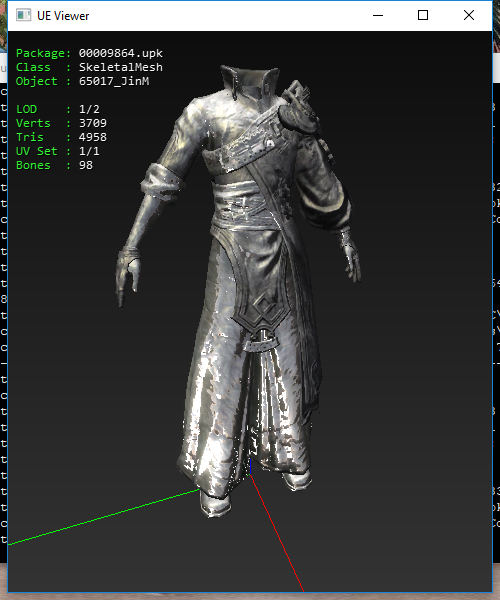 UE Viewer
Package: 00009864.upk
Class : SkeletalMesh
Object : 65017_JinM
LOD : 1/2
Verts : 3709
Tris : 4958
UV Set : 1/1
Bones : 98